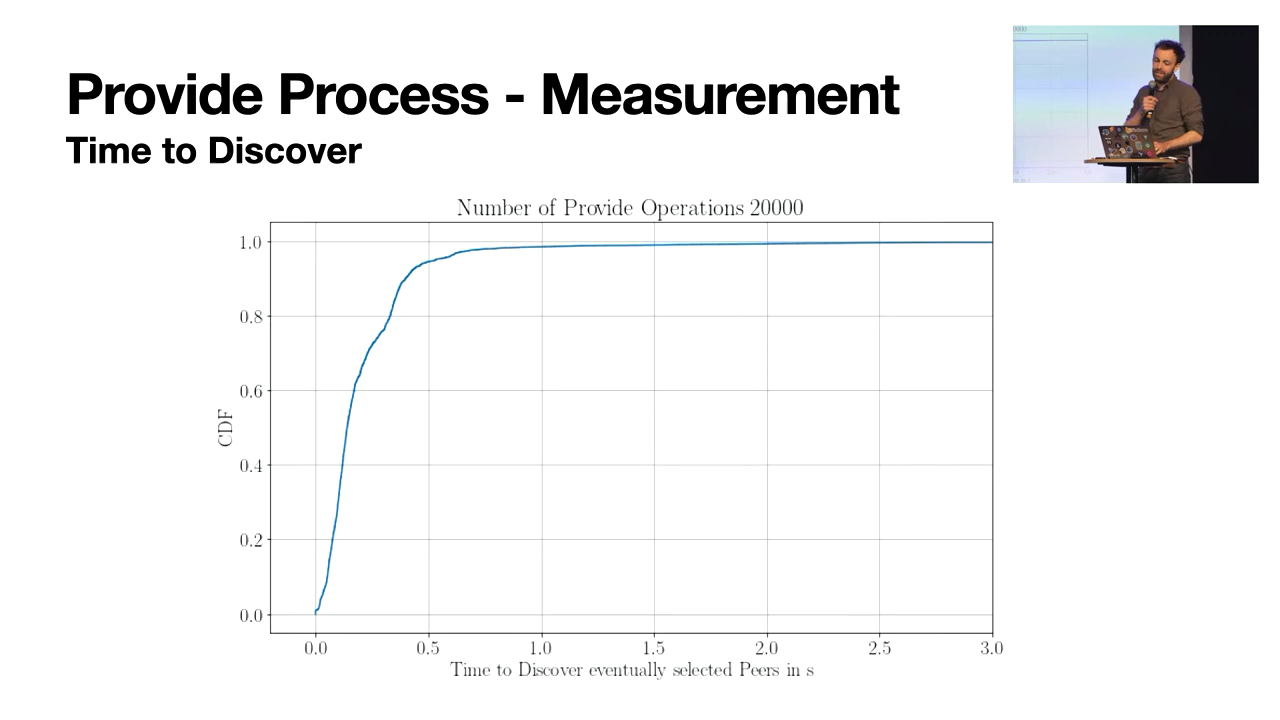 Provide Process - Measurement
Time to Discover
Number of Provide Operations 20000
1.0
0.8
0.6
0.4
0.2
0.0
CDF
0.0 0.5 1.0 1.5 2.0 2.5 3.0
Time to Discover eventually selected Peers in s